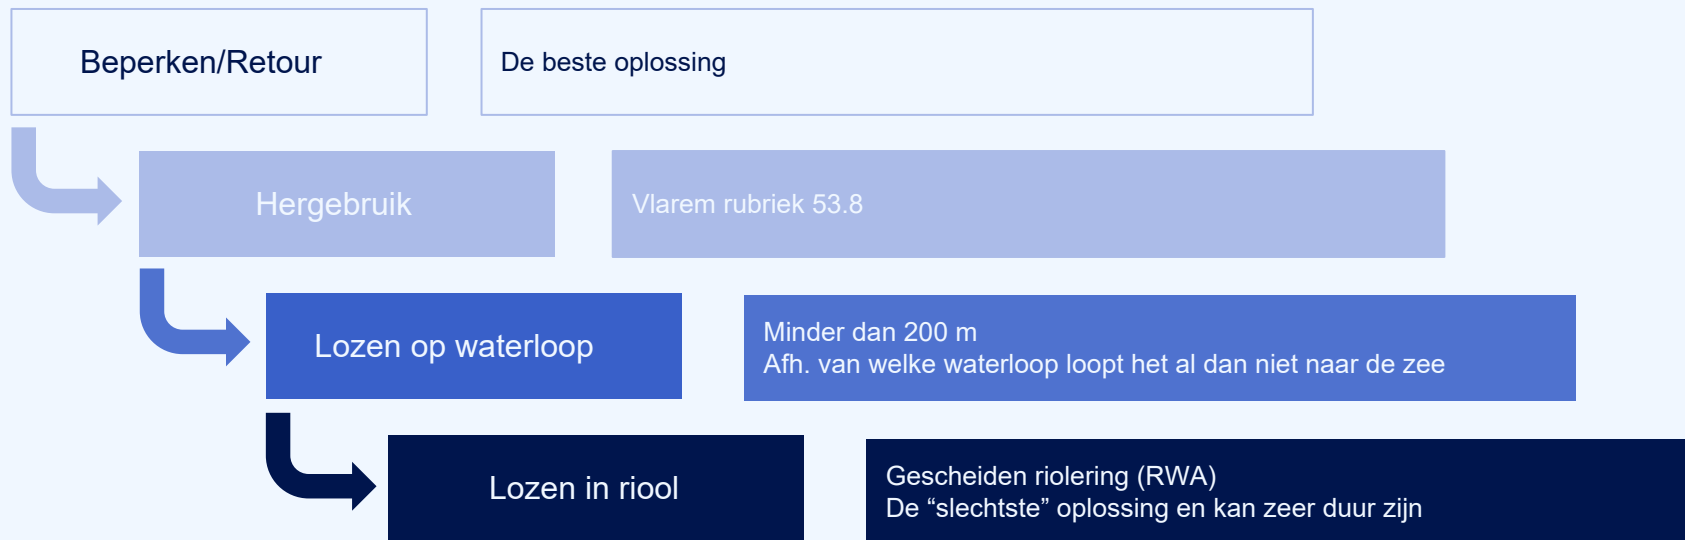 Beperken/Retour
De beste oplossing
Hergebruik
Vlarem rubriek 53.8
Lozen op waterloop
Minder dan 200 m
Afh. van welke waterloop loopt het al dan niet naar de zee
Lozen in riool
Gescheiden riolering (RWA)
De “slechtste” oplossing en kan zeer duur zijn